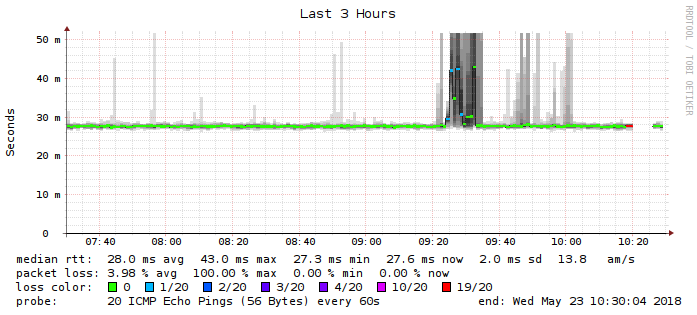 Last 3 Hours
RRDTOOL / TOBI OETIKER
Seconds
50 m
40 m
30 m
20 m
10 m
0
07:40 08:00 08:20 08:40 09:00 09:20 09:40 10:00 10:20
median rtt: 28.0 ms avg 43.0 ms max 27.3 ms min 27.6 ms now 2.0 ms sd 13.8 am/s
packet loss: 3.98 % avg 100.00 % max 0.00 % min 0.00 % now
loss color: 0 1/20 2/20 3/20 4/20 10/20 19/20
probe: 20 ICMP Echo Pings (56 Bytes) every 60s end: Wed May 23 10:30:04 2018